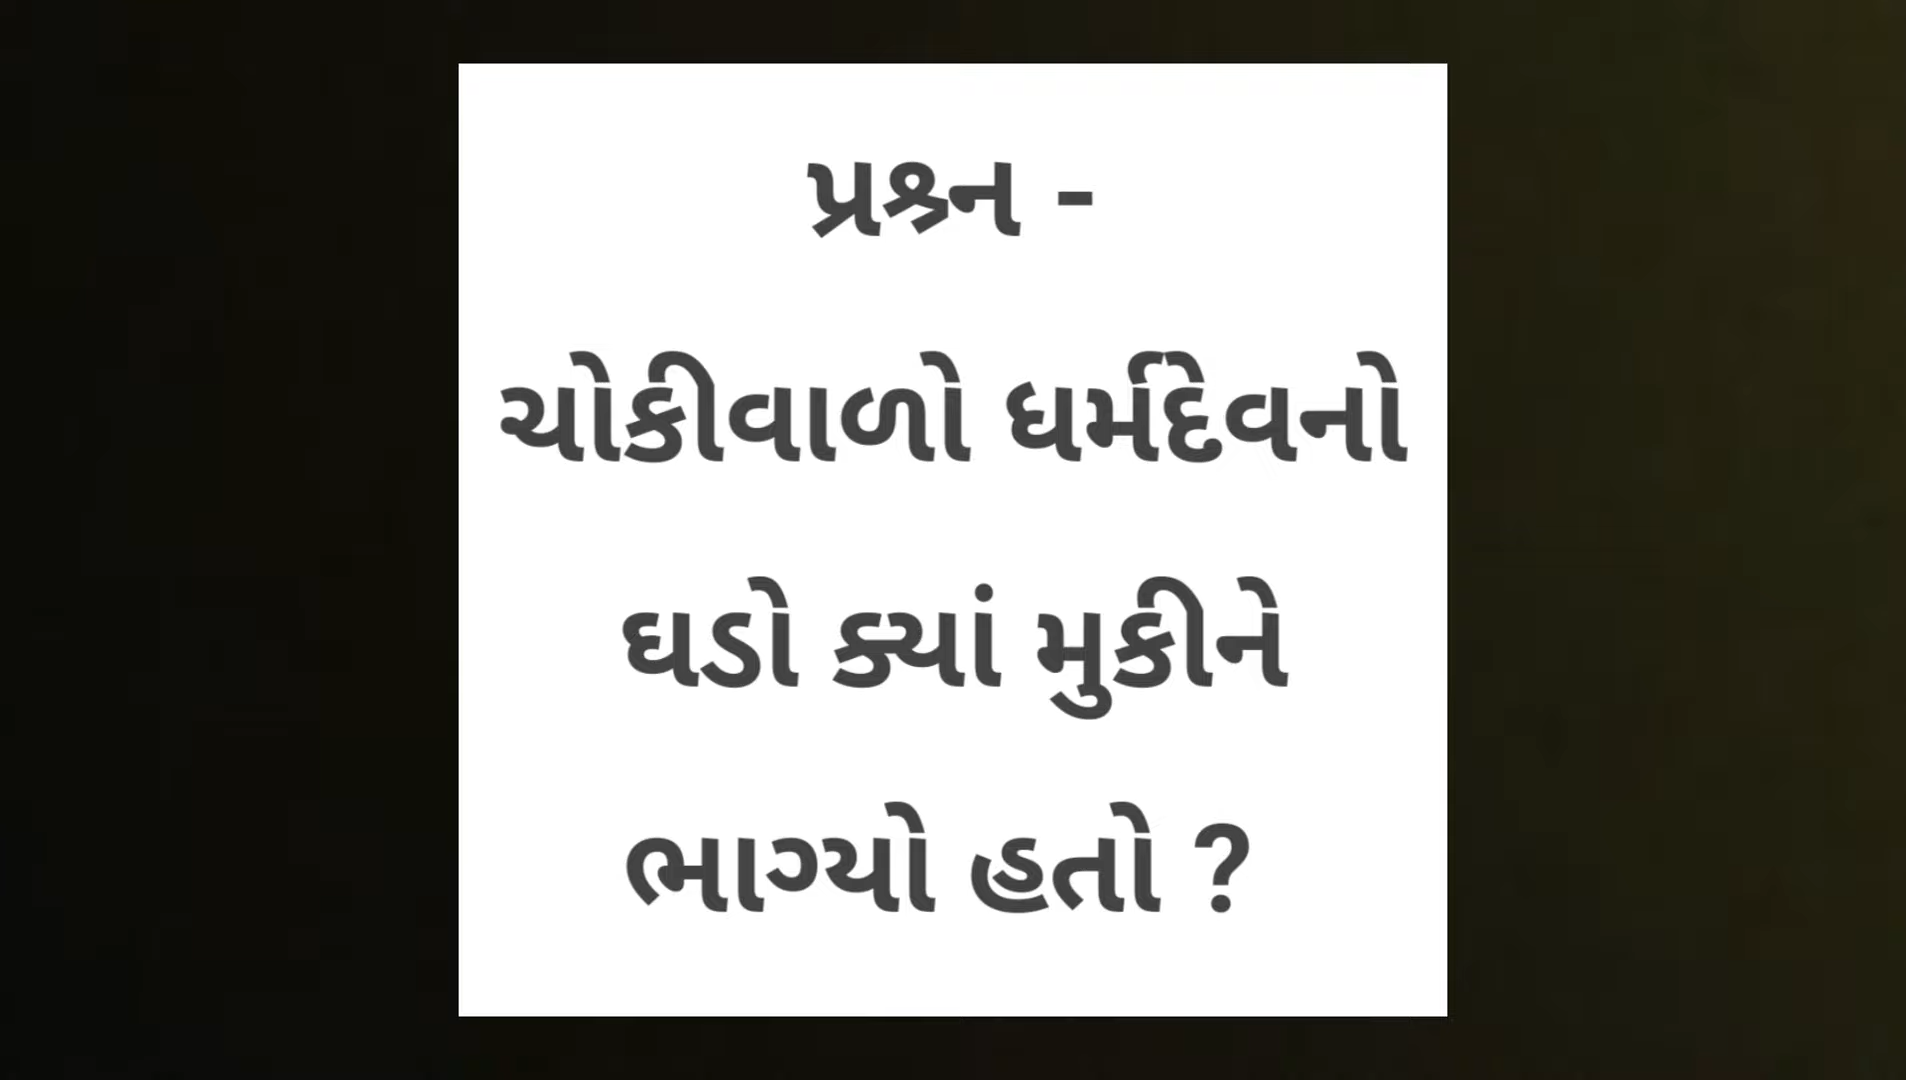 પ્રશ્ર્ન -
ચોકીવાળો ધર્મદેવનો
ઘડો ક્યાં મુકીને
ભાગ્યો હતો ?